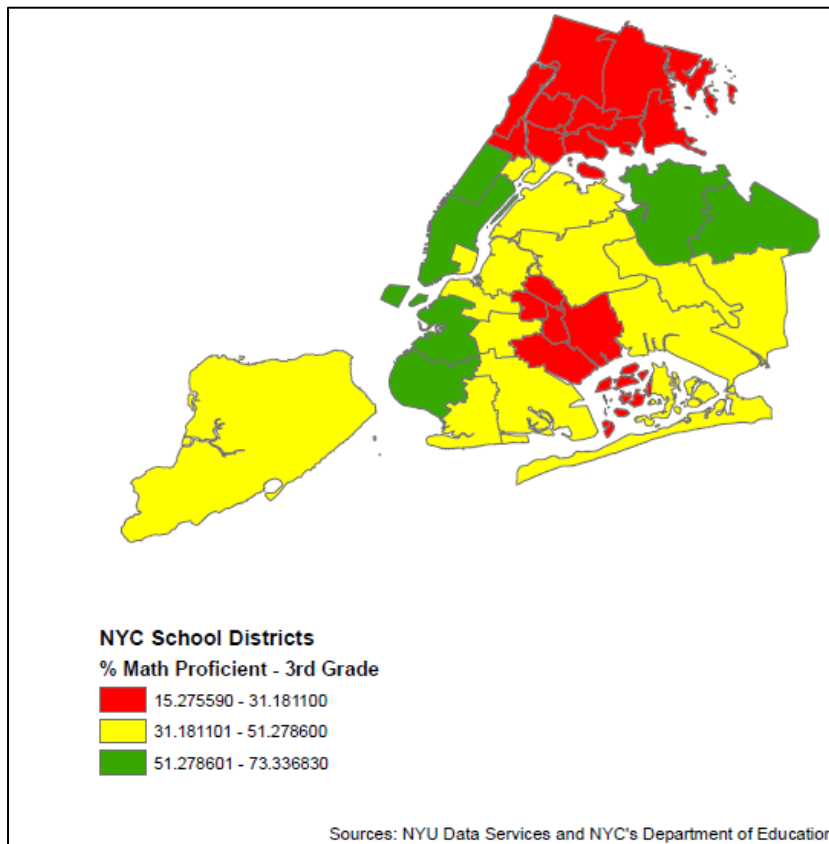 NYC School Districts
% Math Proficient - 3rd Grade
15.275590 - 31.181100
31.181101 - 51.278600
51.278601 - 73.336830
Sources: NYU Data Services and NYC's Department of Education